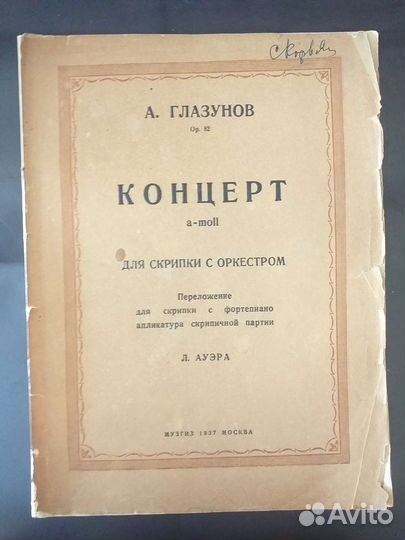 А. ГЛАЗУНОВ
Op. 82
КОНЦЕРТ
a-moll
ДЛЯ СКРИПКИ С ОРКЕСТРОМ
Переложение
для скрипки с фортепиано
апликатура скрипичной партии
Л. АУЭРА
МУЗГИЗ 1937 МОСКВА
Avito